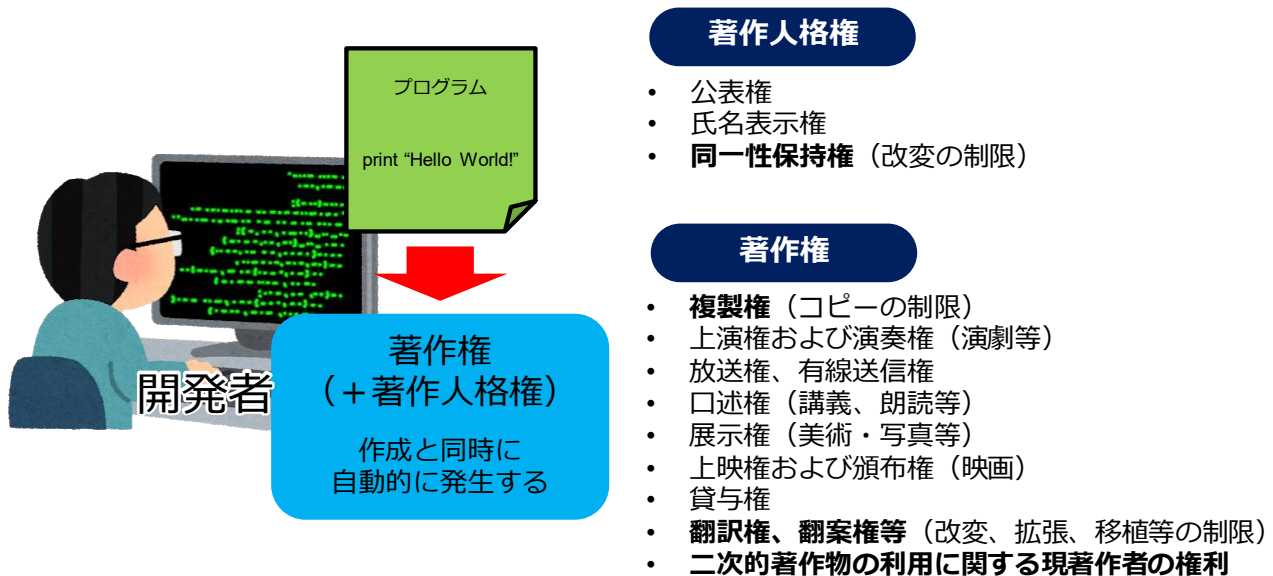 プログラム
print “Hello World!”
開発者
著作権
（＋著作人格権）
作成と同時に
自動的に発生する
著作人格権
• 公表権
• 氏名表示権
• 同一性保持権（改変の制限）
著作権
• 複製権（コピーの制限）
• 上演権および演奏権（演劇等）
• 放送権、有線送信権
• 口述権（講義、朗読等）
• 展示権（美術・写真等）
• 上映権および頒布権（映画）
• 貸与権
• 翻訳権、翻案権等（改変、拡張、移植等の制限）
• 二次的著作物の利用に関する現著作者の権利